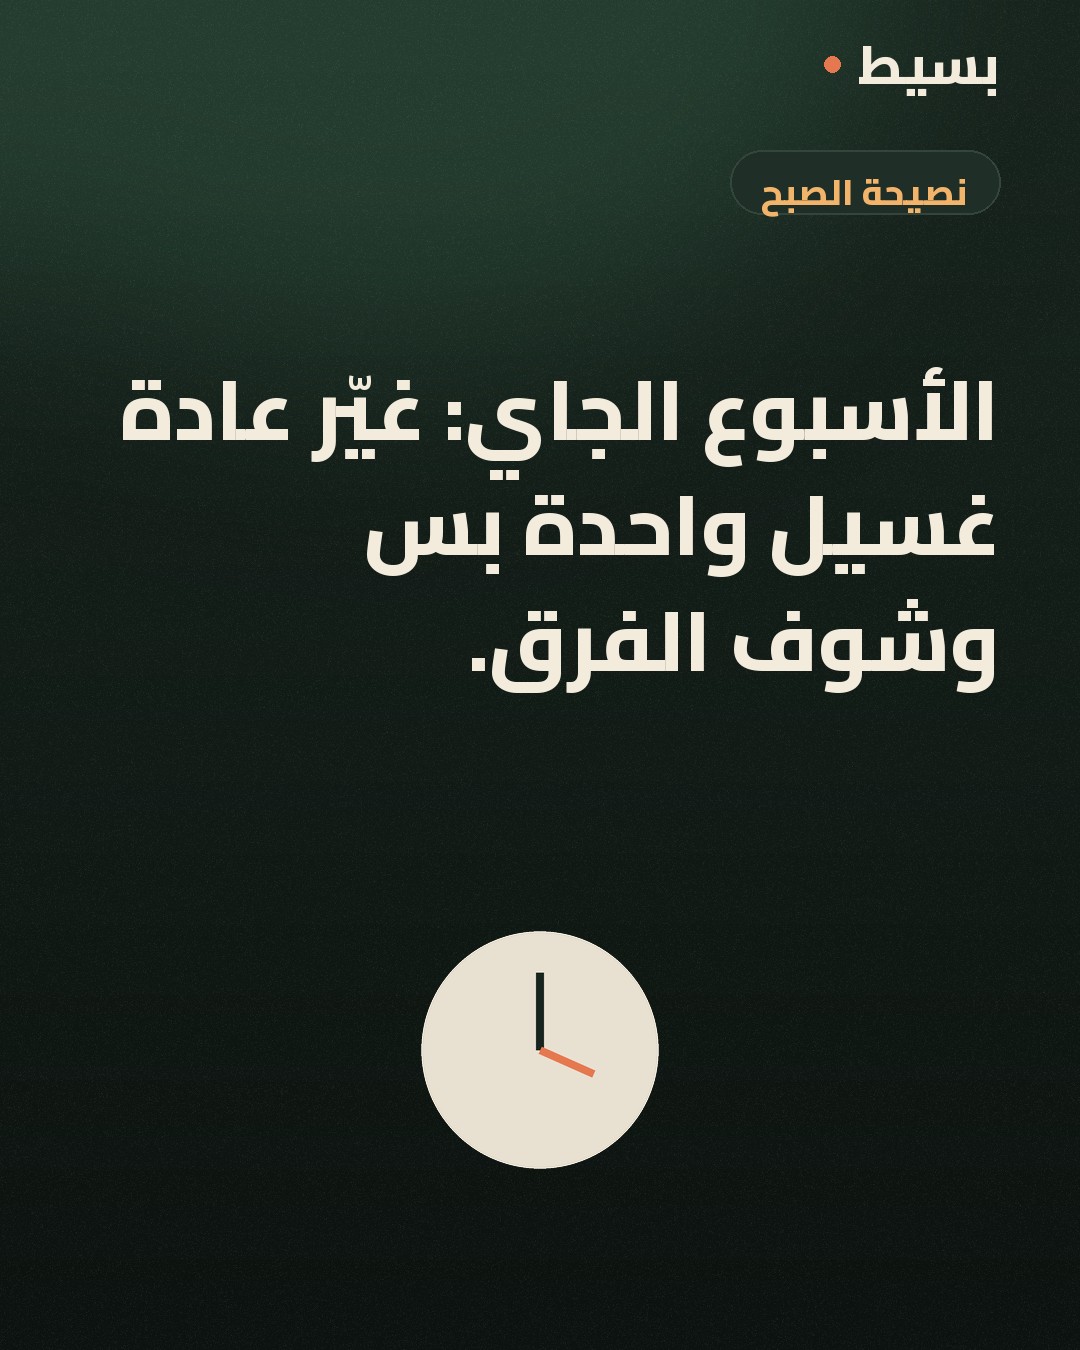 بسيط
نصيحة الصبح
الأسبوع الجاي: غيّر عادة
غسيل واحدة بس
وشوف الفرق.